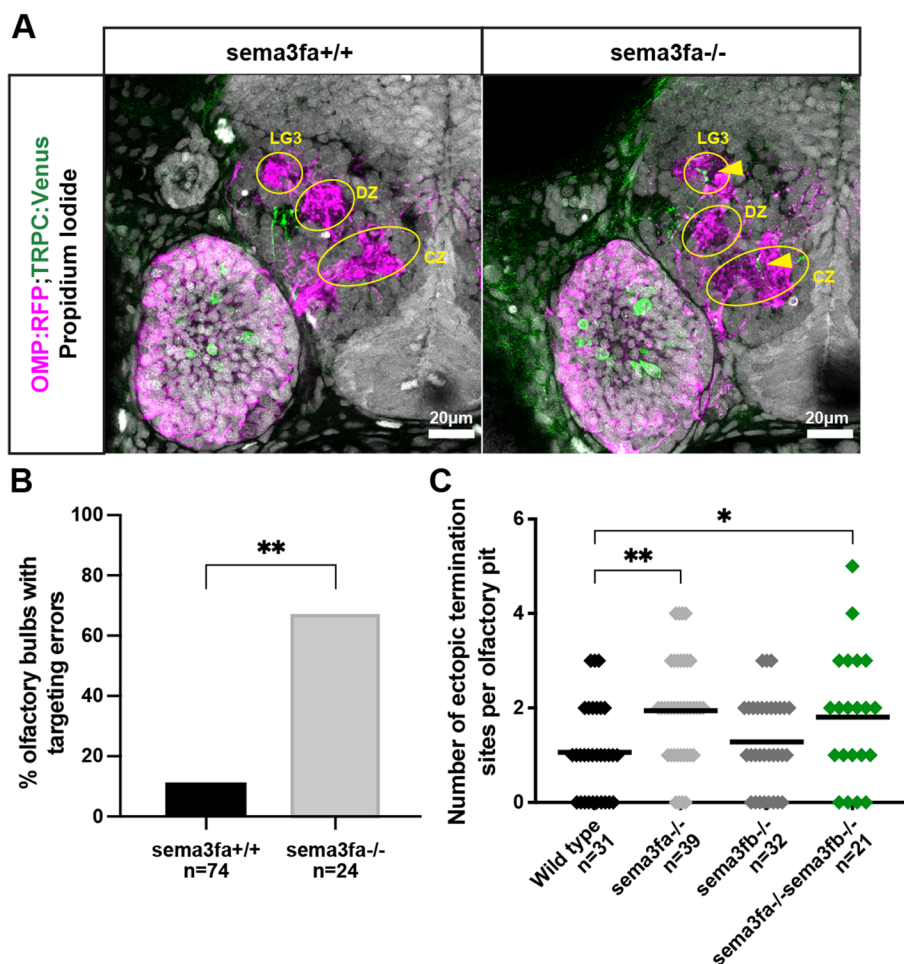 A
sema3fa+/+
sema3fa-/-
OMP:RFP;TRPC:Venus
Propidium Iodide
LG3
DZ
CZ
20µm
LG3
DZ
CZ
20µm
B
% olfactory bulbs with
targeting errors
100
80
60
40
20
0
**
sema3fa+/+
n=74
sema3fa-/-
n=24
C
Number of ectopic termination
sites per olfactory pit
6
4
2
0
*
**
Wild type
n=31
sema3fa-/-
n=39
sema3fb-/-
n=32
sema3fa-/-sema3fb-/-
n=21